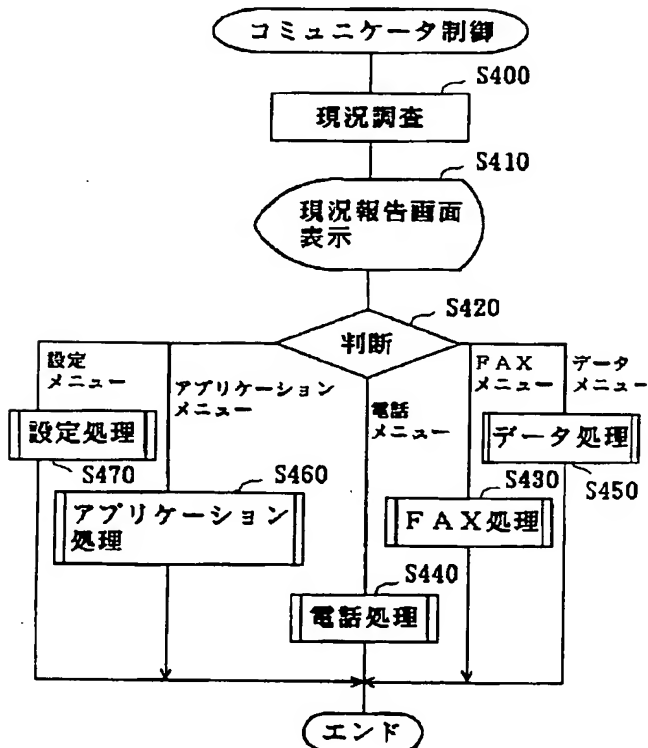 コミュニケータ制御
S400
現況調査
S410
現況報告画面
表示
S420
判断
設定
メニュー
アプリケーション
メニュー
電話
メニュー
FAX
メニュー
データ
メニュー
設定処理
S470
データ処理
S450
S460
アプリケーション
処理
S430
FAX処理
S440
電話処理
エンド